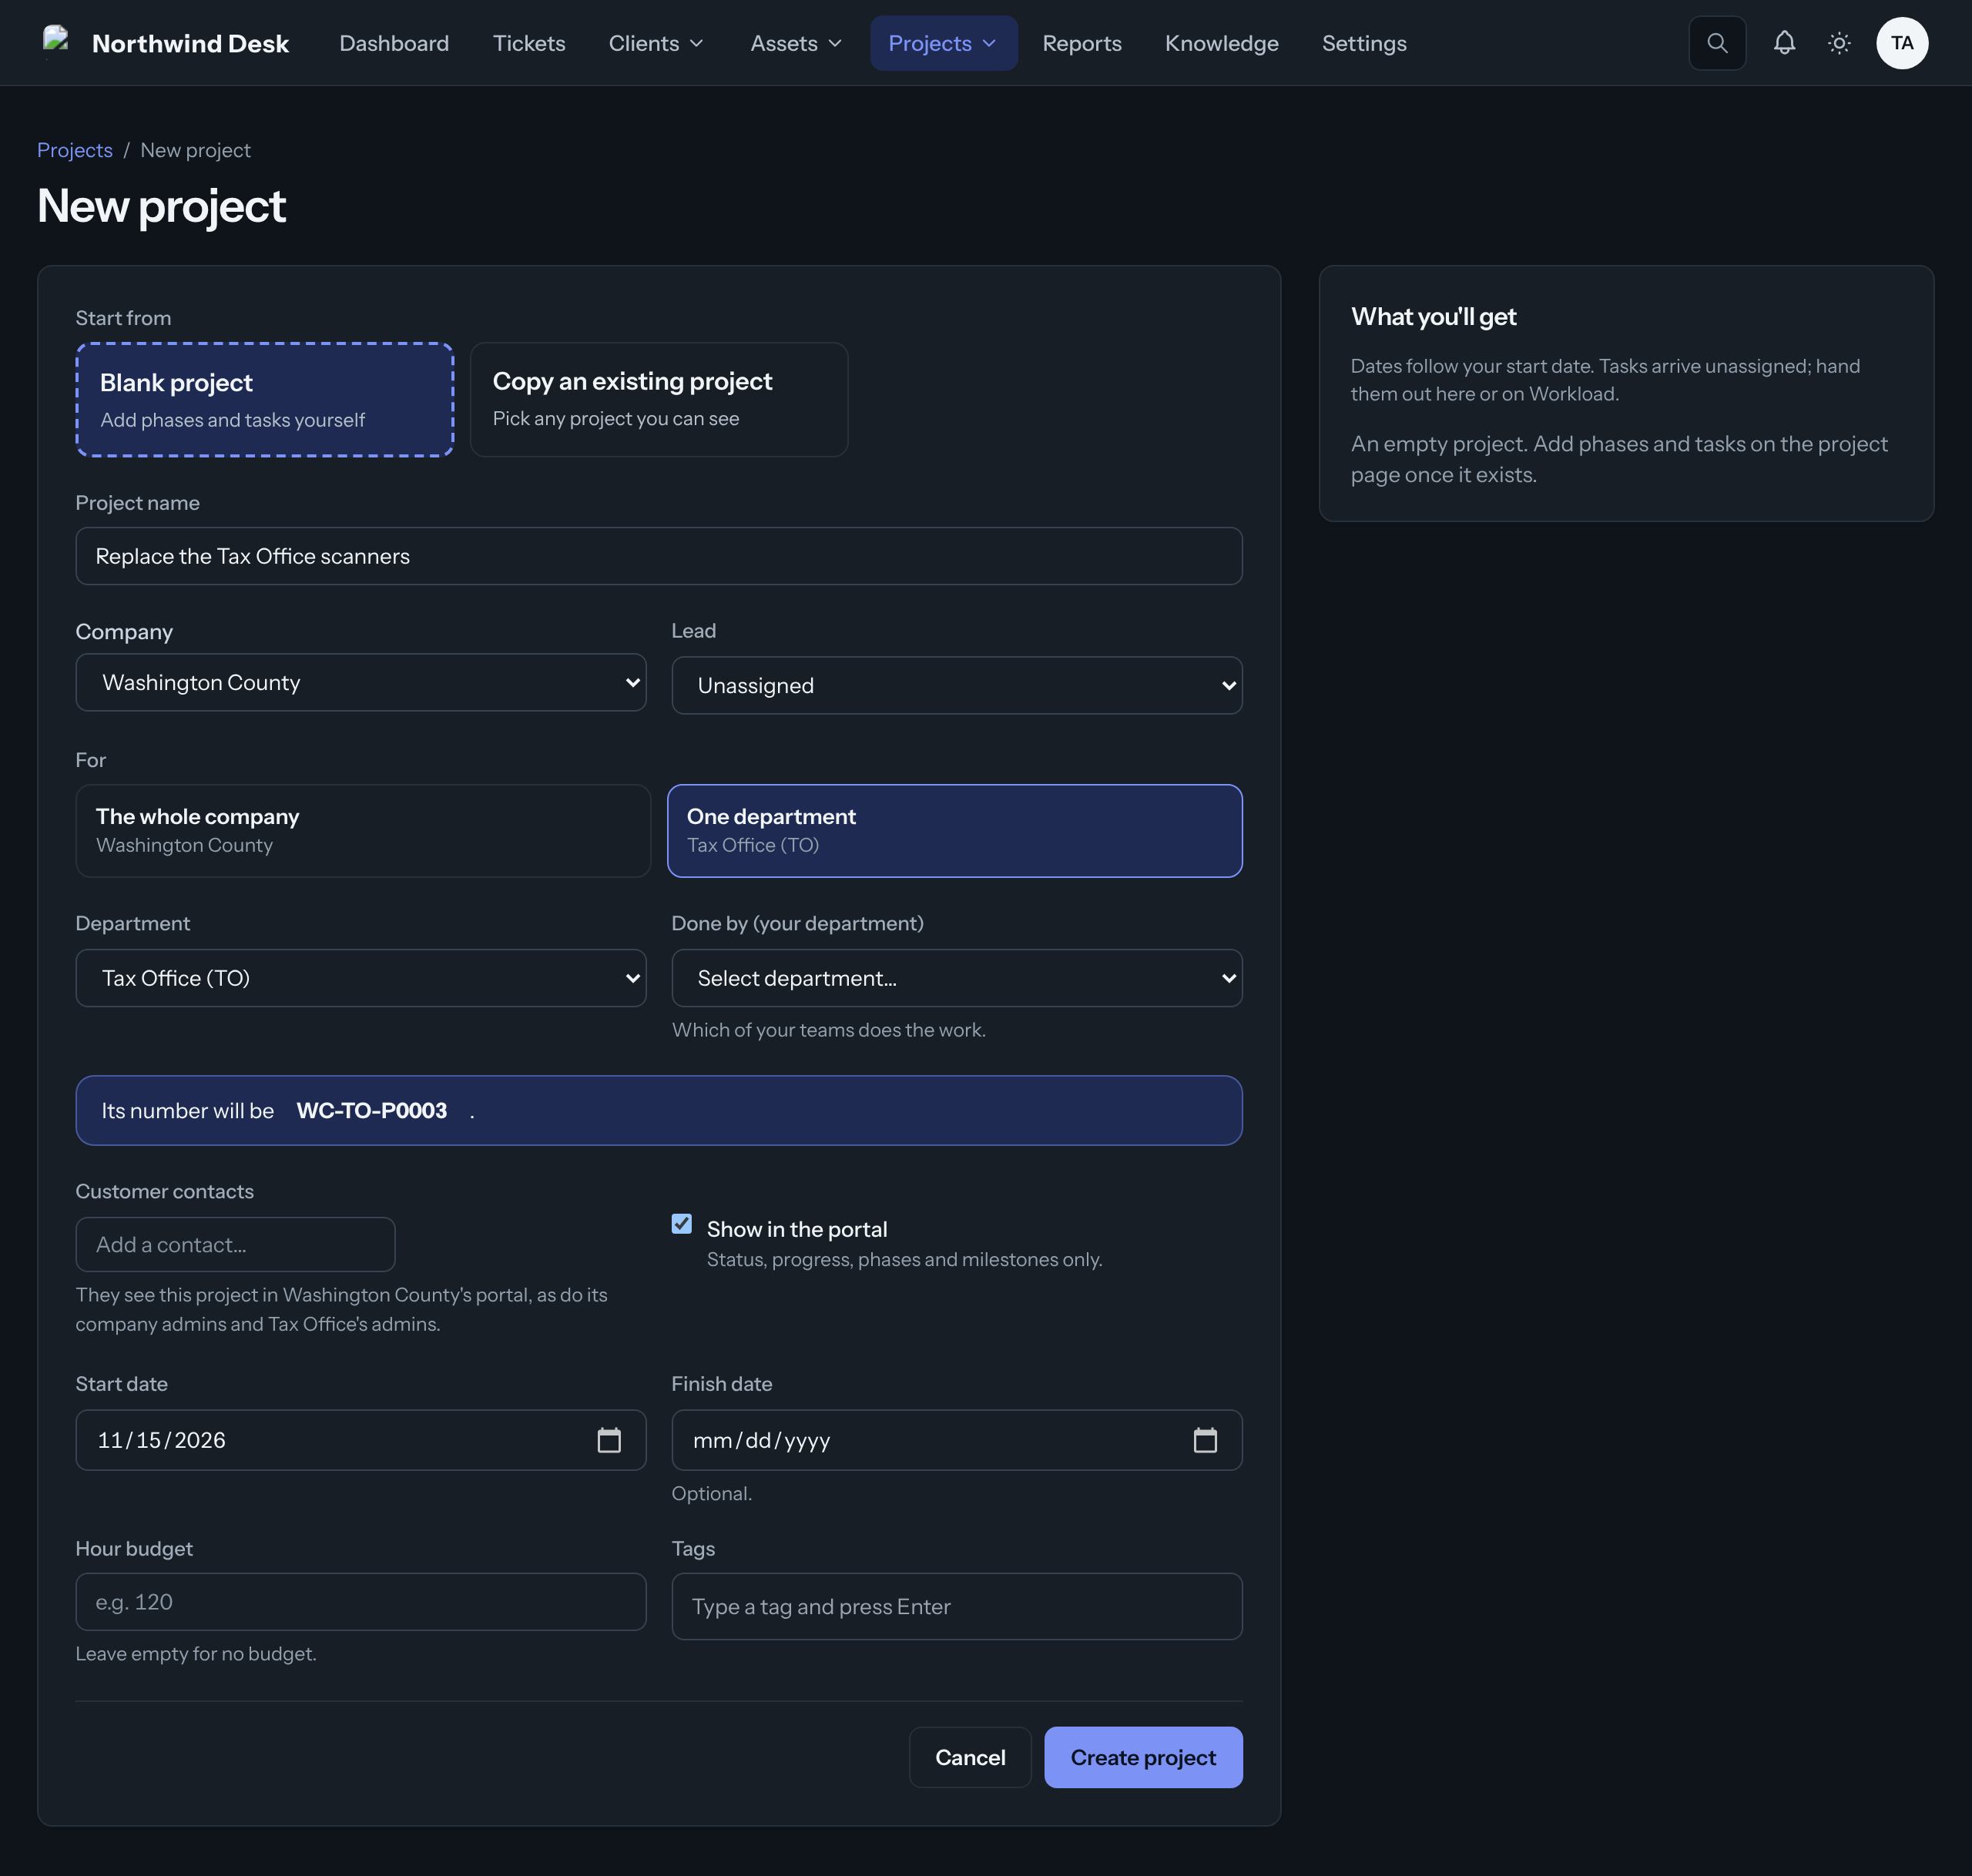 Northwind Desk
Dashboard
Tickets
Clients
Assets
Projects
Reports
Knowledge
Settings
TA
Projects / New project
New project
Start from
Blank project
Add phases and tasks yourself
Copy an existing project
Pick any project you can see
Project name
Replace the Tax Office scanners
Company
Washington County
Lead
Unassigned
For
The whole company
Washington County
One department
Tax Office (TO)
Department
Tax Office (TO)
Done by (your department)
Select department...
Which of your teams does the work.
Its number will be WC-TO-P0003 .
Customer contacts
Add a contact...
They see this project in Washington County's portal, as do its
company admins and Tax Office's admins.
Show in the portal
Status, progress, phases and milestones only.
Start date
11/15/2026
Finish date
mm/dd/yyyy
Optional.
Hour budget
e.g. 120
Leave empty for no budget.
Tags
Type a tag and press Enter
Cancel
Create project
What you'll get
Dates follow your start date. Tasks arrive unassigned; hand
them out here or on Workload.
An empty project. Add phases and tasks on the project
page once it exists.